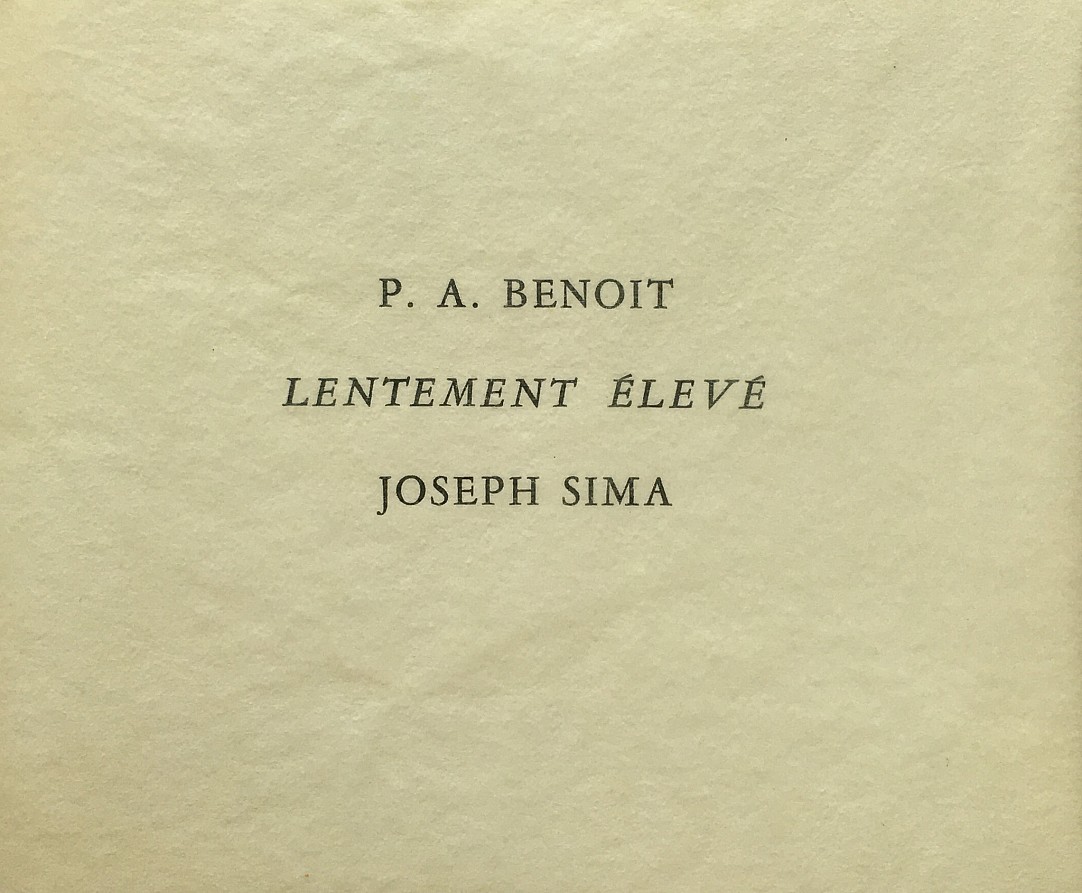 P. A. BENOIT
LENTEMENT ÉLEVÉ
JOSEPH SIMA